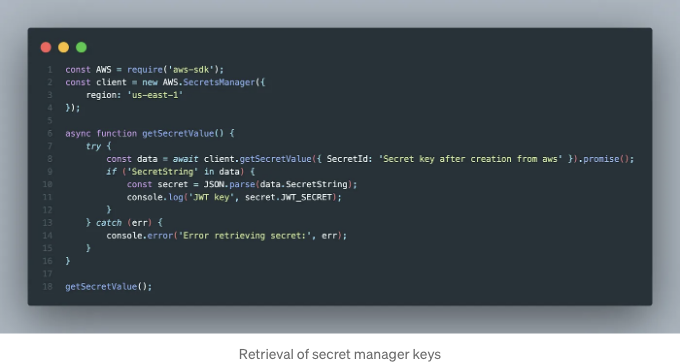 1 const AWS = require('aws-sdk');
2 const client = new AWS.SecretsManager({
3     region: 'us-east-1'
4 });
5
6 async function getSecretValue() {
7     try {
8         const data = await client.getSecretValue({ SecretId: 'Secret key after creation from aws' }).promise();
9         if ('SecretString' in data) {
10             const secret = JSON.parse(data.SecretString);
11             console.log('JWT key', secret.JWT_SECRET);
12         }
13     } catch (err) {
14         console.error('Error retrieving secret:', err);
15     }
16 }
17
18 getSecretValue();
Retrieval of secret manager keys